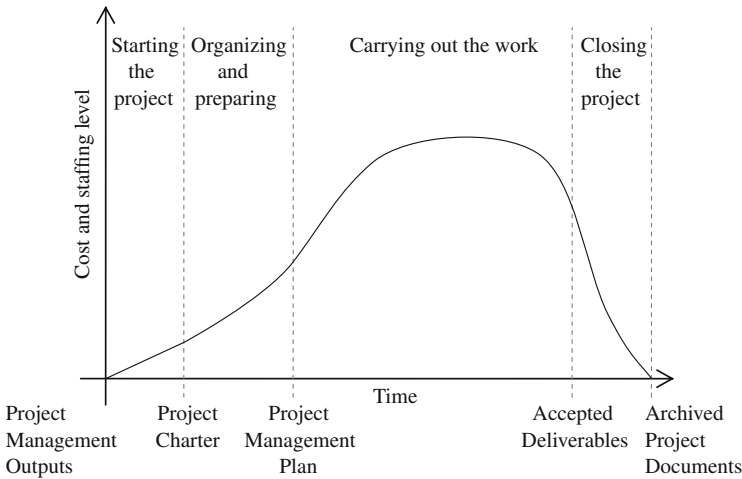 Starting
the
project
Organizing
and
preparing
Carrying out the work
Closing
the
project
Cost and staffing level
Time
Project
Management
Outputs
Project
Charter
Project
Management
Plan
Accepted
Deliverables
Archived
Project
Documents